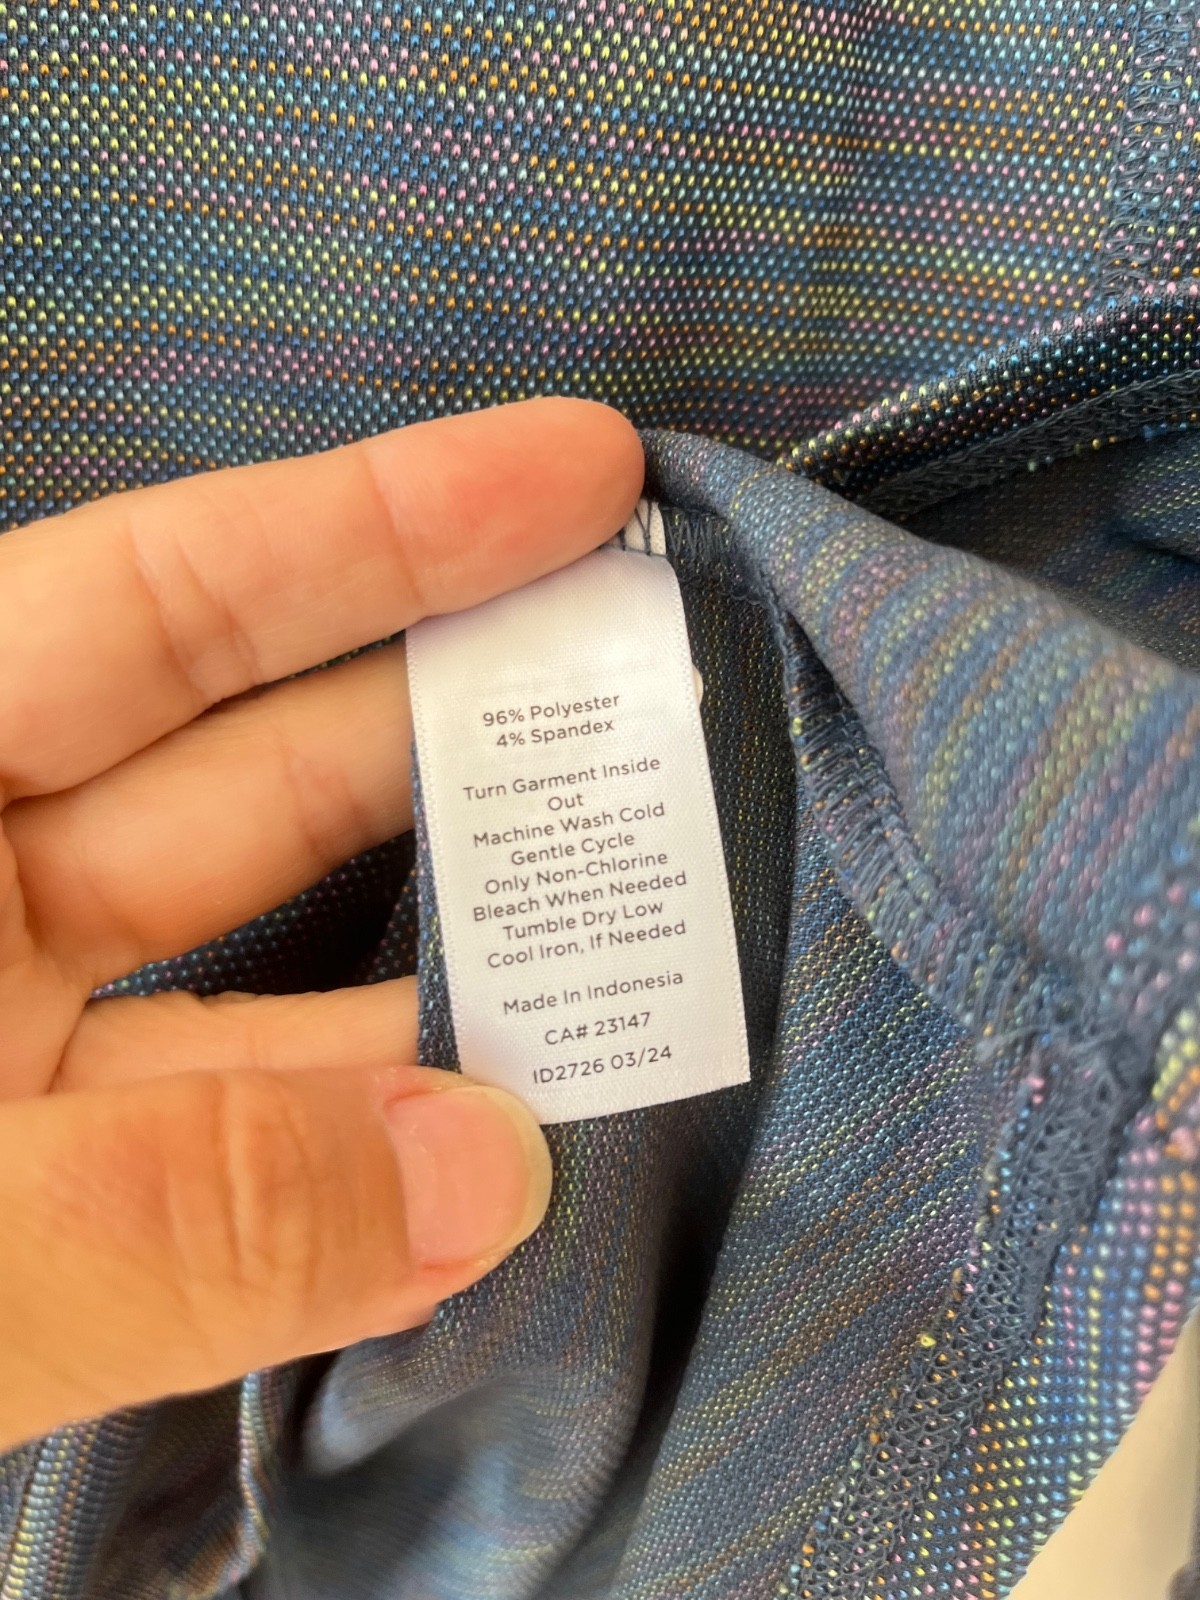 96% Polyester
4% Spandex
Turn Garment Inside
Out
Machine Wash Cold
Gentle Cycle
Only Non-Chlorine
Bleach When Needed
Tumble Dry Low
Cool Iron, If Needed
Made In Indonesia
CA# 23147
ID2726 03/24